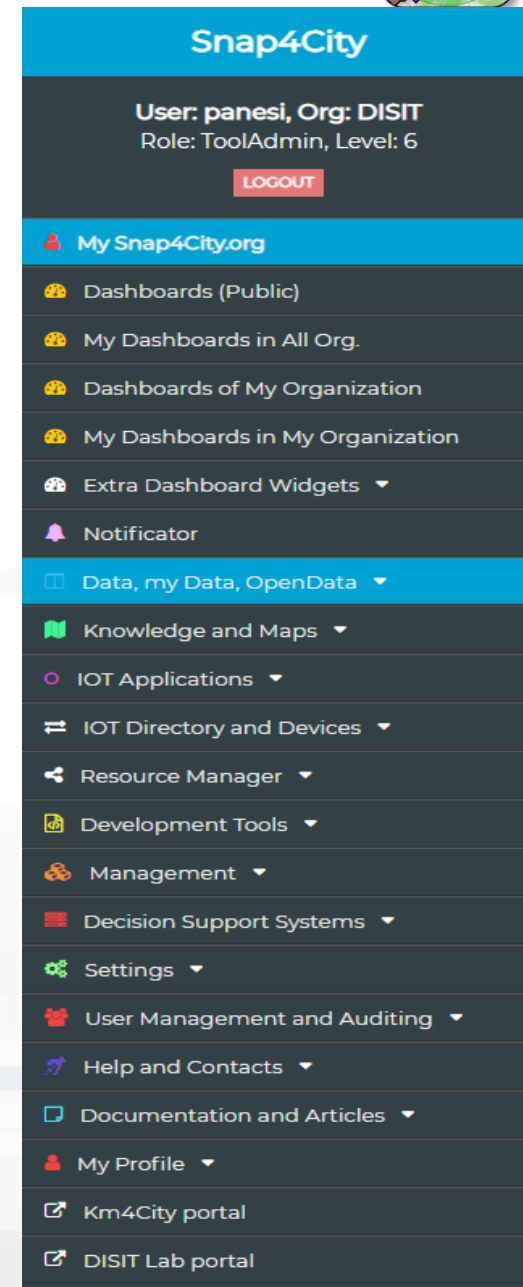 Snap4City
User: panesi, Org: DISIT
Role: ToolAdmin, Level: 6
LOGOUT
My Snap4City.org
Dashboards (Public)
My Dashboards in All Org.
Dashboards of My Organization
My Dashboards in My Organization
Extra Dashboard Widgets
Notificator
Data, my Data, OpenData
Knowledge and Maps
IOT Applications
IOT Directory and Devices
Resource Manager
Development Tools
Management
Decision Support Systems
Settings
User Management and Auditing
Help and Contacts
Documentation and Articles
My Profile
Km4City portal
DISIT Lab portal